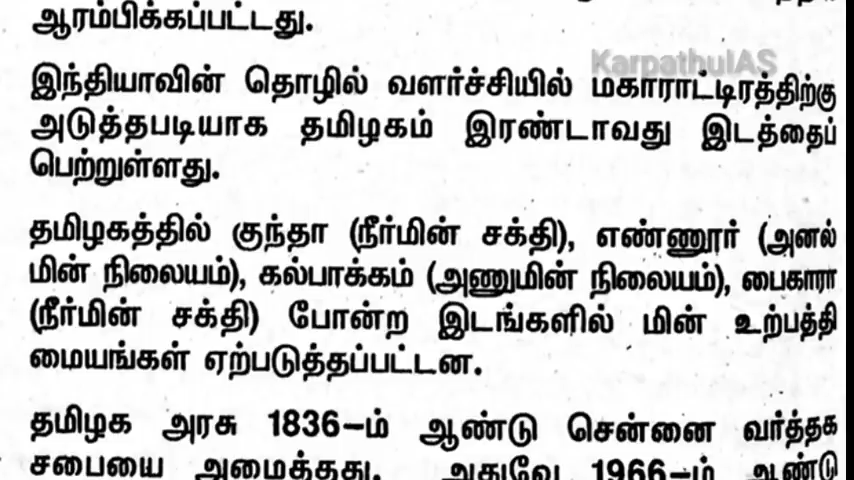 ஆரம்பிக்கப்பட்டது.
KarpathuIAS
இந்தியாவின் தொழில் வளர்ச்சியில் மகாராட்டிரத்திற்கு
அடுத்தபடியாக தமிழகம் இரண்டாவது இடத்தைப்
பெற்றுள்ளது.
தமிழகத்தில் குந்தா (நீர்மின் சக்தி), எண்ணூர் (அனல்
மின் நிலையம்), கல்பாக்கம் (அணுமின் நிலையம்), பைகாரா
(நீர்மின் சக்தி) போன்ற இடங்களில் மின் உற்பத்தி
மையங்கள் ஏற்படுத்தப்பட்டன.
தமிழக அரசு 1836-ம் ஆண்டு சென்னை வர்த்தக
சபையை அமைத்தது. அதுவே 1966-ம் ஆண்டு